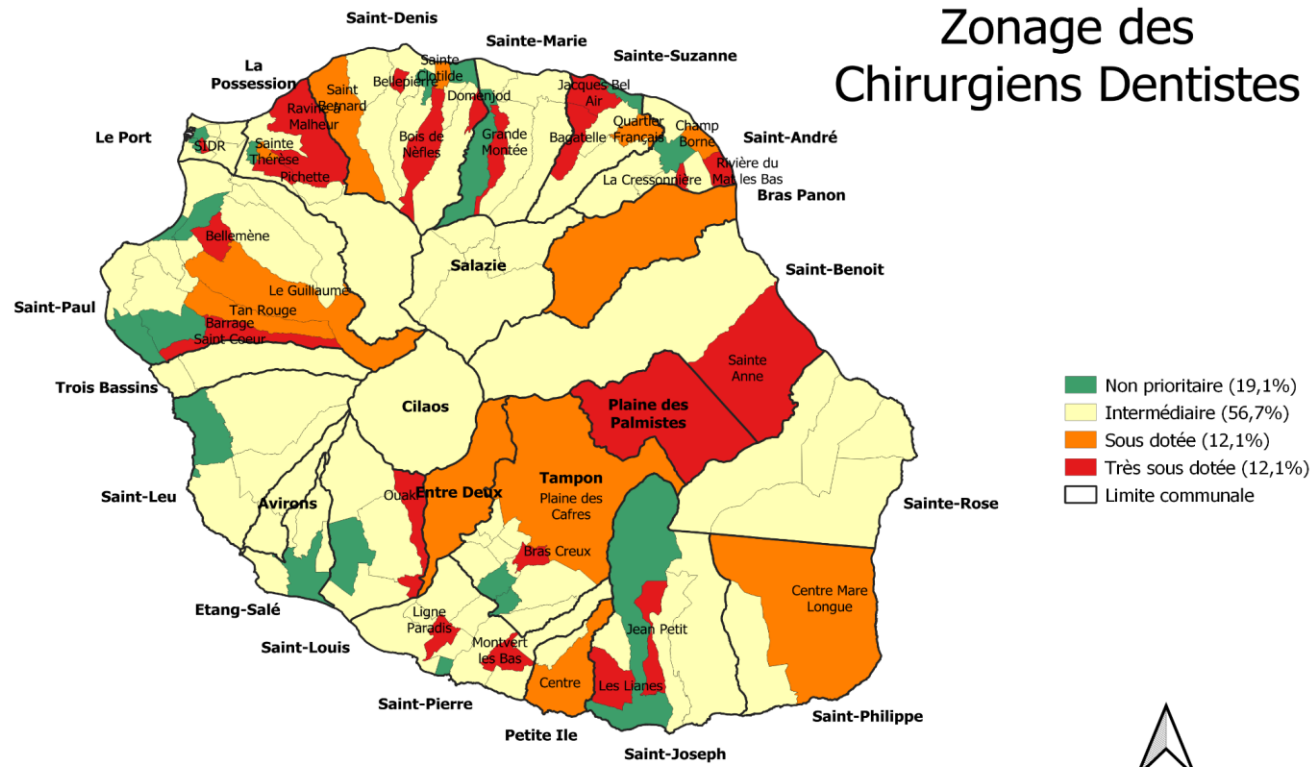 Zonage des
Chirurgiens Dentistes
Saint-Denis
Sainte-Marie
Sainte-Suzanne
La
Possession
Sainte
Clotilde
Bellepierre
Saint
Bernard
Domenjod
Jacques Bel
Air
Ravine à
Malheur
Le Port
SIDR
Sainte
Thérèse
Pichette
Bois de
Nèfles
Grande
Montée
Bagatelle
Quartier
Français
Champ
Borne
Saint-André
Rivière du
Mat les Bas
La Cressonnière
Bras Panon
Bellemène
Salazie
Saint-Benoit
Le Guillaume
Saint-Paul
Tan Rouge
Barrage
Saint Coeur
Sainte
Anne
Trois Bassins
Cilaos
Plaine des
Palmistes
Non prioritaire (19,1%)
Intermédiaire (56,7%)
Sous dotée (12,1%)
Très sous dotée (12,1%)
Limite communale
Saint-Leu
Avirons
Ouaki
Entre Deux
Tampon
Plaine des
Cafres
Sainte-Rose
Bras Creux
Etang-Salé
Ligne
Paradis
Centre Mare
Longue
Saint-Louis
Montvert
les Bas
Jean Petit
Centre
Les Lianes
Saint-Pierre
Saint-Philippe
Petite Ile
Saint-Joseph